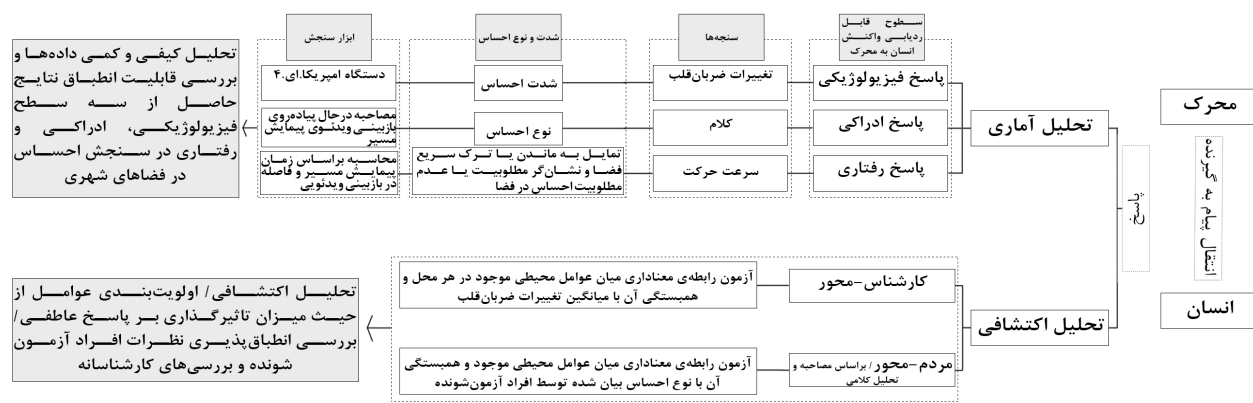 محرک
انتقال پیام به گیرنده
انسان
پاسخ
تحلیل آماری
سطوح قابل
ردیابی واکنش
انسان به محرک
پاسخ فیزیولوژیکی
پاسخ ادراکی
پاسخ رفتاری
سنجه‌ها
تغییرات ضربان‌قلب
کلام
سرعت حرکت
شدت و نوع احساس
شدت احساس
نوع احساس
تمایل به ماندن یا ترک سریع
فضا و نشان‌گر مطلوبیت یا عدم
مطلوبیت احساس در فضا
ابزار سنجش
دستگاه امپریکا.ای.۴
مصاحبه درحال پیاده‌روی
بازبینی ویدئوی پیمایش
مسیر
محاسبه براساس زمان
پیمایش مسیر و فاصله
در بازبینی ویدئویی
تحلیل کیفی و کمی داده‌ها و
بررسی قابلیت انطباق نتایج
حاصل از سه سطح
فیزیولوژیکی، ادراکی و
رفتاری در سنجش احساس
در فضاهای شهری
تحلیل اکتشافی
کارشناس-محور
آزمون رابطه‌ی معناداری میان عوامل محیطی موجود در هر محل و
همبستگی آن با میانگین تغییرات ضربان‌قلب
مردم-محور/ براساس مصاحبه و
تحلیل کلامی
آزمون رابطه‌ی معناداری میان عوامل محیطی موجود و همبستگی
آن با نوع احساس بیان شده توسط افراد آزمون‌شونده
تحلیل اکتشافی/ اولویت‌بندی عوامل از
حیث میزان تاثیرگذاری بر پاسخ عاطفی/
بررسی انطباق‌پذیری نظرات افراد آزمون
شونده و بررسی‌های کارشناسانه